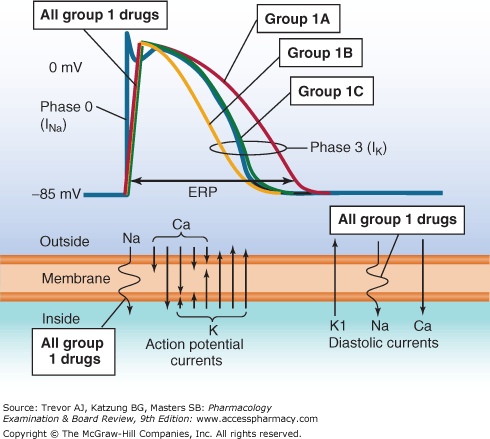 All group 1 drugs
Group 1A
Group 1B
Group 1C
0 mV
Phase 0
(INa)
Phase 3 (IK)
ERP
–85 mV
All group 1 drugs
Outside
Na
Ca
Membrane
Inside
K
K1
Na
Ca
All group
1 drugs
Action potential
currents
Diastolic currents
Source: Trevor AJ, Katzung BG, Masters SB: Pharmacology
Examination & Board Review, 9th Edition: www.accesspharmacy.com
Copyright © The McGraw-Hill Companies, Inc. All rights reserved.